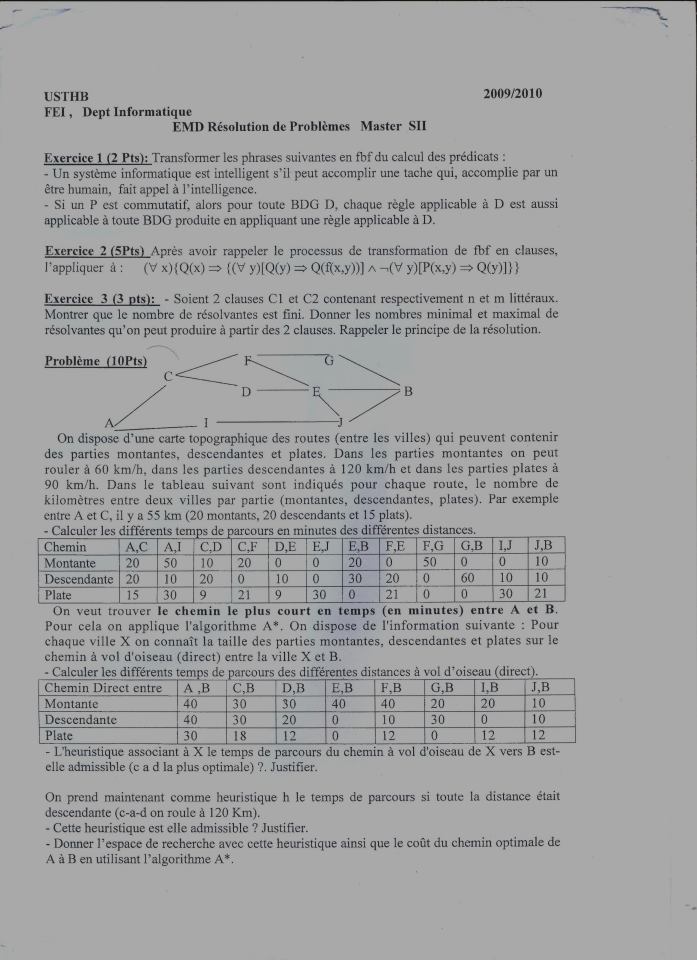 USTHB 2009/2010
FEI , Dept Informatique
EMD Résolution de Problèmes Master SII
Exercice 1 (2 Pts): Transformer les phrases suivantes en fbf du calcul des prédicats :
- Un système informatique est intelligent s'il peut accomplir une tache qui, accomplie par un
être humain, fait appel à l'intelligence.
- Si un P est commutatif, alors pour toute BDG D, chaque règle applicable à D est aussi
applicable à toute BDG produite en appliquant une règle applicable à D.
Exercice 2 (5Pts) Après avoir rappeler le processus de transformation de fbf en clauses,
l'appliquer à : (∀ x){Q(x) ⇒ {(∀ y)[Q(y) ⇒ Q(f(x,y))] ∧ ¬(∀ y)[P(x,y) ⇒ Q(y)]}}
Exercice 3 (3 pts): - Soient 2 clauses C1 et C2 contenant respectivement n et m littéraux.
Montrer que le nombre de résolvantes est fini. Donner les nombres minimal et maximal de
résolvantes qu'on peut produire à partir des 2 clauses. Rappeler le principe de la résolution.
Problème (10Pts)
F G
C
D E B
A I J
On dispose d'une carte topographique des routes (entre les villes) qui peuvent contenir
des parties montantes, descendantes et plates. Dans les parties montantes on peut
rouler à 60 km/h, dans les parties descendantes à 120 km/h et dans les parties plates à
90 km/h. Dans le tableau suivant sont indiqués pour chaque route, le nombre de
kilomètres entre deux villes par partie (montantes, descendantes, plates). Par exemple
entre A et C, il y a 55 km (20 montants, 20 descendants et 15 plats).
- Calculer les différents temps de parcours en minutes des différentes distances.
Chemin A,C A,I C,D C,F D,E E,J E,B F,E F,G G,B I,J J,B
Montante 20 50 10 20 0 0 20 0 50 0 0 10
Descendante 20 10 20 0 10 0 30 20 0 60 10 10
Plate 15 30 9 21 9 30 0 21 0 0 30 21
On veut trouver le chemin le plus court en temps (en minutes) entre A et B.
Pour cela on applique l'algorithme A*. On dispose de l'information suivante : Pour
chaque ville X on connaît la taille des parties montantes, descendantes et plates sur le
chemin à vol d'oiseau (direct) entre la ville X et B.
- Calculer les différents temps de parcours des différentes distances à vol d'oiseau (direct).
Chemin Direct entre A ,B C,B D,B E,B F,B G,B I,B J,B
Montante 40 30 30 40 40 20 20 10
Descendante 40 30 20 0 10 30 0 10
Plate 30 18 12 0 12 0 12 12
- L'heuristique associant à X le temps de parcours du chemin à vol d'oiseau de X vers B est-
elle admissible (c a d la plus optimale) ?. Justifier.
On prend maintenant comme heuristique h le temps de parcours si toute la distance était
descendante (c-a-d on roule à 120 Km).
- Cette heuristique est elle admissible ? Justifier.
- Donner l'espace de recherche avec cette heuristique ainsi que le coût du chemin optimale de
A à B en utilisant l'algorithme A*.